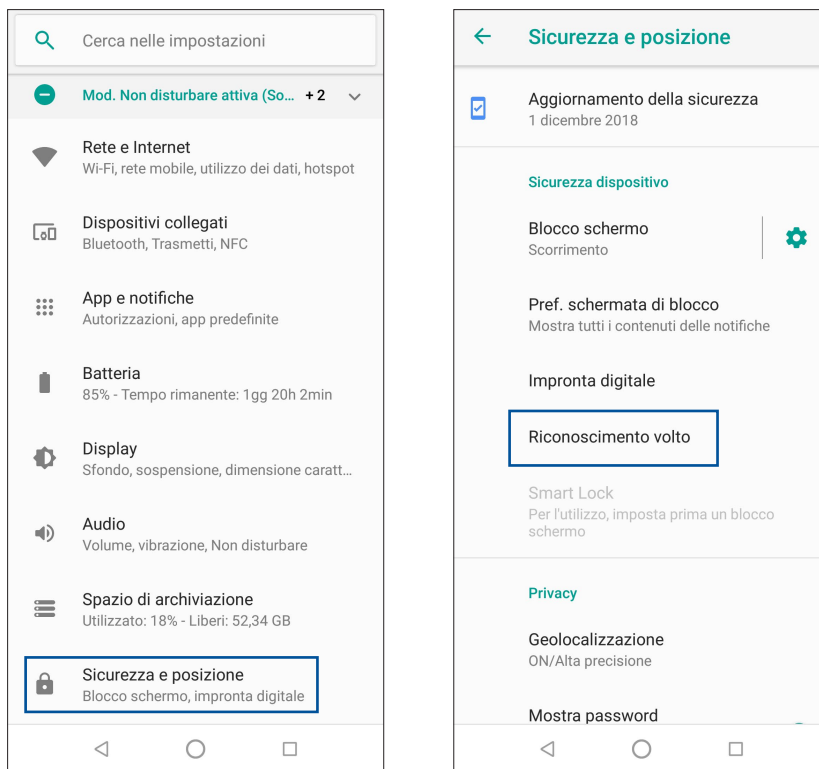 Cerca nelle impostazioni
Mod. Non disturbare attiva (So... +2
Rete e Internet
Wi-Fi, rete mobile, utilizzo dei dati, hotspot
Dispositivi collegati
Bluetooth, Trasmetti, NFC
App e notifiche
Autorizzazioni, app predefinite
Batteria
85% - Tempo rimanente: 1gg 20h 2min
Display
Sfondo, sospensione, dimensione caratt...
Audio
Volume, vibrazione, Non disturbare
Spazio di archiviazione
Utilizzato: 18% - Liberi: 52,34 GB
Sicurezza e posizione
Blocco schermo, impronta digitale
Sicurezza e posizione
Aggiornamento della sicurezza
1 dicembre 2018
Sicurezza dispositivo
Blocco schermo
Scorrimento
Pref. schermata di blocco
Mostra tutti i contenuti delle notifiche
Impronta digitale
Riconoscimento volto
Smart Lock
Per l'utilizzo, imposta prima un blocco
schermo
Privacy
Geolocalizzazione
ON/Alta precisione
Mostra password